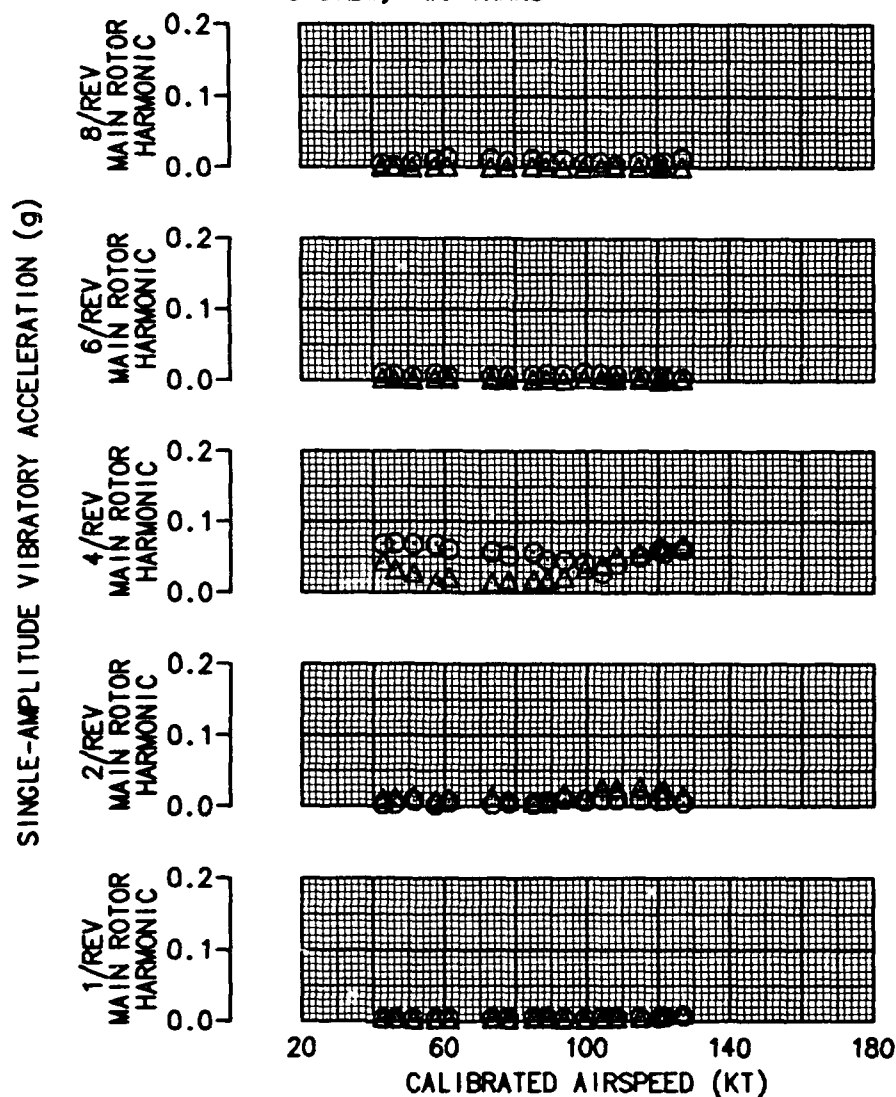 8/REV
MAIN ROTOR
HARMONIC
0.2
0.1
0.0
6/REV
MAIN ROTOR
HARMONIC
0.2
0.1
0.0
SINGLE-AMPLITUDE VIBRATORY ACCELERATION (g)
4/REV
MAIN ROTOR
HARMONIC
0.2
0.1
0.0
2/REV
MAIN ROTOR
HARMONIC
0.2
0.1
0.0
1/REV
MAIN ROTOR
HARMONIC
0.2
0.1
0.0
20 60 100 140 180
CALIBRATED AIRSPEED (KT)